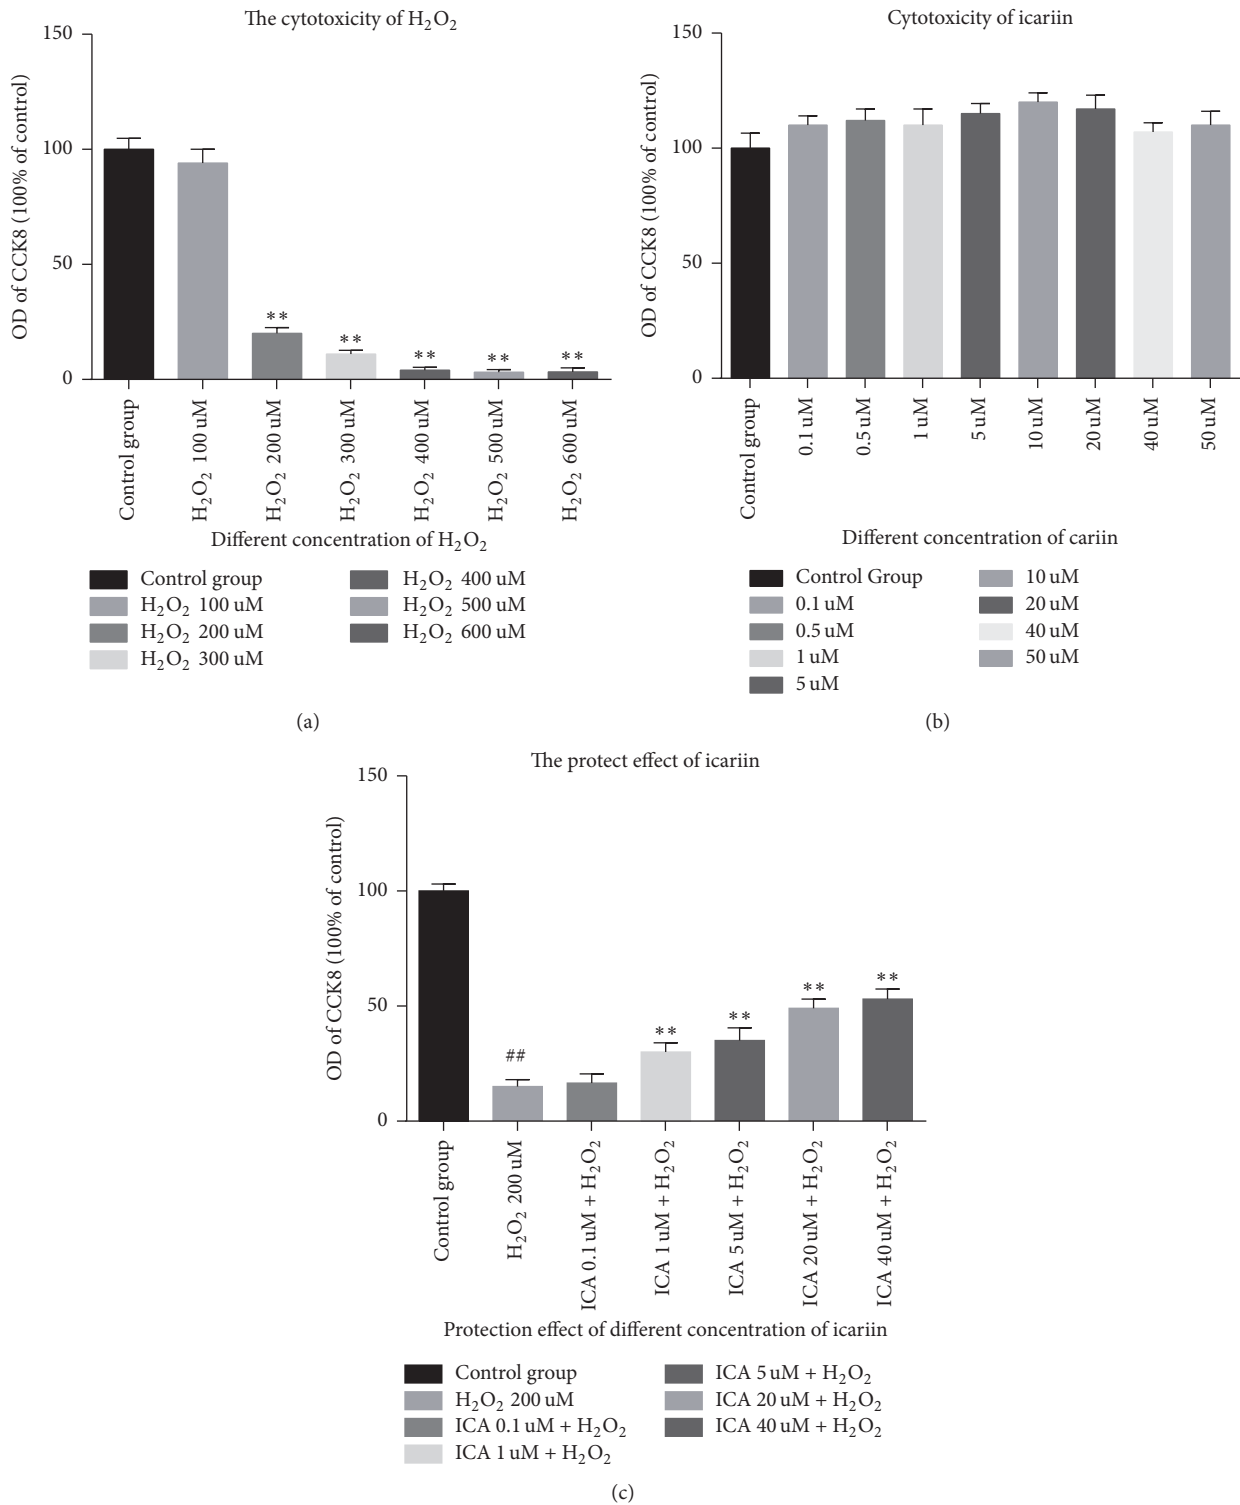 The cytotoxicity of H₂O₂
OD of CCK8 (100% of control)
150
100
50
0
** ** ** ** **
Control group
H₂O₂ 100 uM
H₂O₂ 200 uM
H₂O₂ 300 uM
H₂O₂ 400 uM
H₂O₂ 500 uM
H₂O₂ 600 uM
Different concentration of H₂O₂
Control group
H₂O₂ 100 uM
H₂O₂ 200 uM
H₂O₂ 300 uM
H₂O₂ 400 uM
H₂O₂ 500 uM
H₂O₂ 600 uM
(a)
Cytotoxicity of icariin
OD of CCK8 (100% of control)
150
100
50
0
Control group
0.1 uM
0.5 uM
1 uM
5 uM
10 uM
20 uM
40 uM
50 uM
Different concentration of cariin
Control Group
0.1 uM
0.5 uM
1 uM
5 uM
10 uM
20 uM
40 uM
50 uM
(b)
The protect effect of icariin
OD of CCK8 (100% of control)
150
100
50
0
## ** ** ** **
Control group
H₂O₂ 200 uM
ICA 0.1 uM + H₂O₂
ICA 1 uM + H₂O₂
ICA 5 uM + H₂O₂
ICA 20 uM + H₂O₂
ICA 40 uM + H₂O₂
Protection effect of different concentration of icariin
Control group
H₂O₂ 200 uM
ICA 0.1 uM + H₂O₂
ICA 1 uM + H₂O₂
ICA 5 uM + H₂O₂
ICA 20 uM + H₂O₂
ICA 40 uM + H₂O₂
(c)